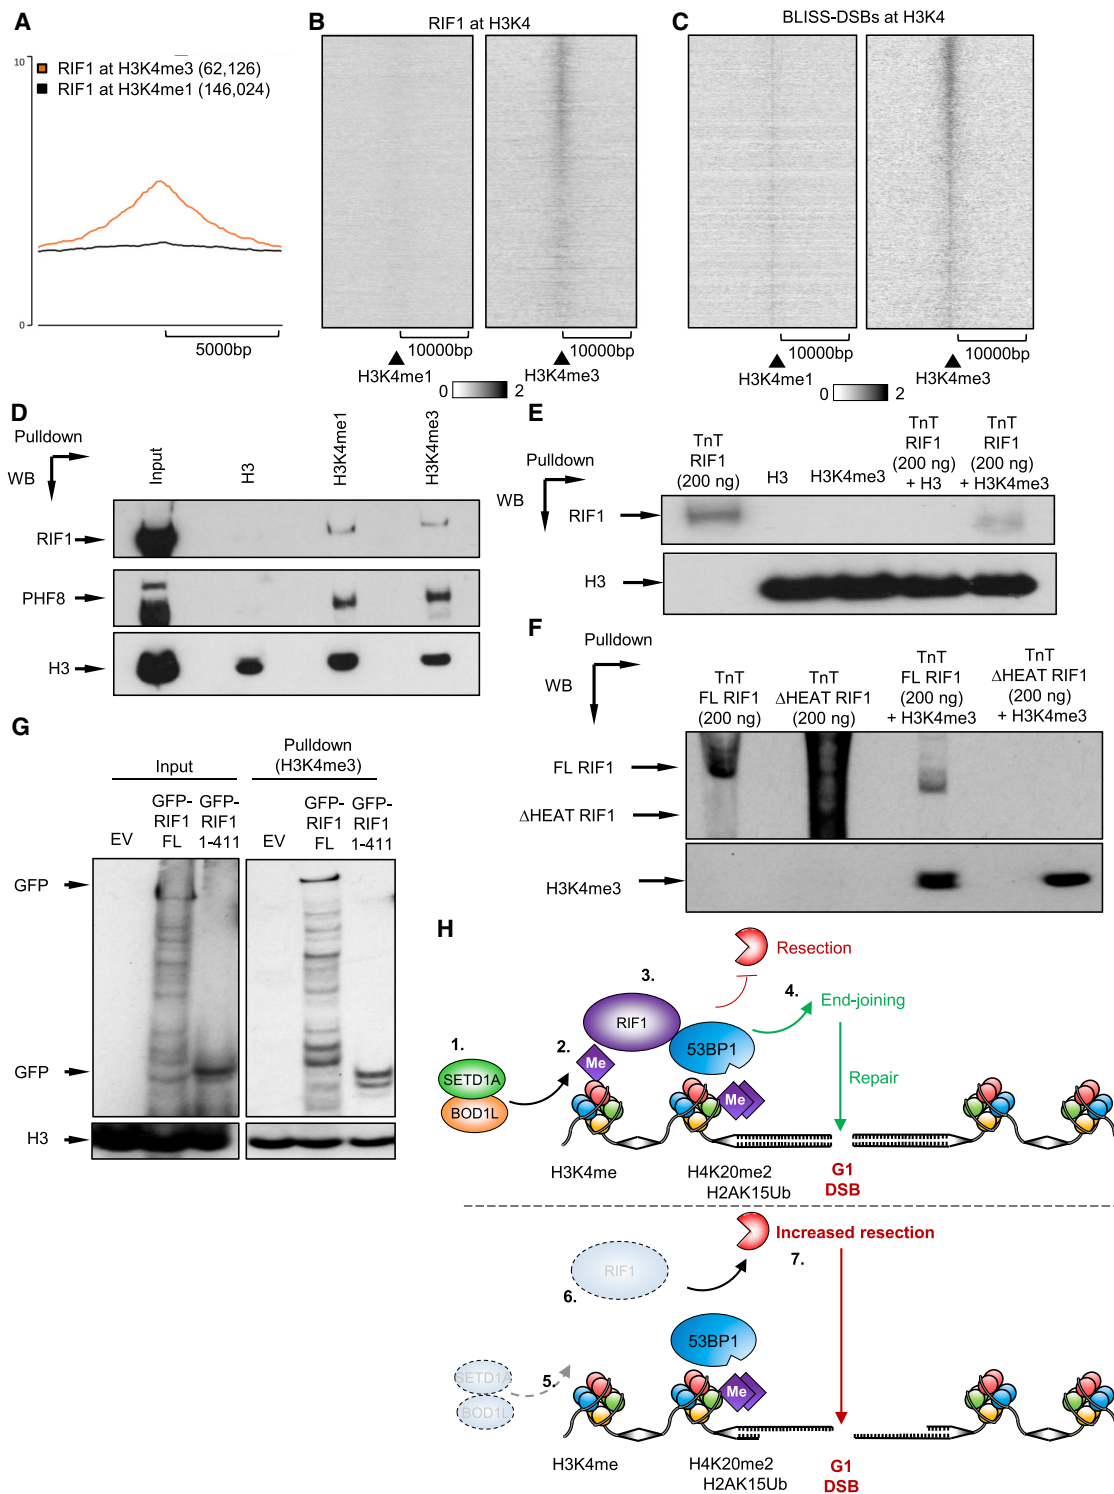 A
10
RIF1 at H3K4me3 (62,126)
RIF1 at H3K4me1 (146,024)
0
5000bp
B
RIF1 at H3K4
10000bp
10000bp
H3K4me1
H3K4me3
0
2
C
BLISS-DSBs at H3K4
10000bp
10000bp
H3K4me1
H3K4me3
0
2
D
Pulldown
WB
Input
H3
H3K4me1
H3K4me3
RIF1
PHF8
H3
E
Pulldown
WB
TnT
RIF1
(200 ng)
H3
H3K4me3
TnT
RIF1
(200 ng)
+ H3
TnT
RIF1
(200 ng)
+ H3K4me3
RIF1
H3
F
Pulldown
WB
TnT
FL RIF1
(200 ng)
TnT
ΔHEAT RIF1
(200 ng)
TnT
FL RIF1
(200 ng)
+ H3K4me3
TnT
ΔHEAT RIF1
(200 ng)
+ H3K4me3
FL RIF1
ΔHEAT RIF1
H3K4me3
G
Input
Pulldown
(H3K4me3)
EV
GFP-
RIF1
FL
GFP-
RIF1
1-411
EV
GFP-
RIF1
FL
GFP-
RIF1
1-411
GFP
GFP
H3
H
Resection
3.
4.
End-joining
RIF1
53BP1
1.
2.
Me
SETD1A
BOD1L
Repair
Me
H3K4me
H4K20me2
H2AK15Ub
G1
DSB
Increased resection
7.
RIF1
6.
53BP1
5.
SETD1A
BOD1L
Me
H3K4me
H4K20me2
H2AK15Ub
G1
DSB